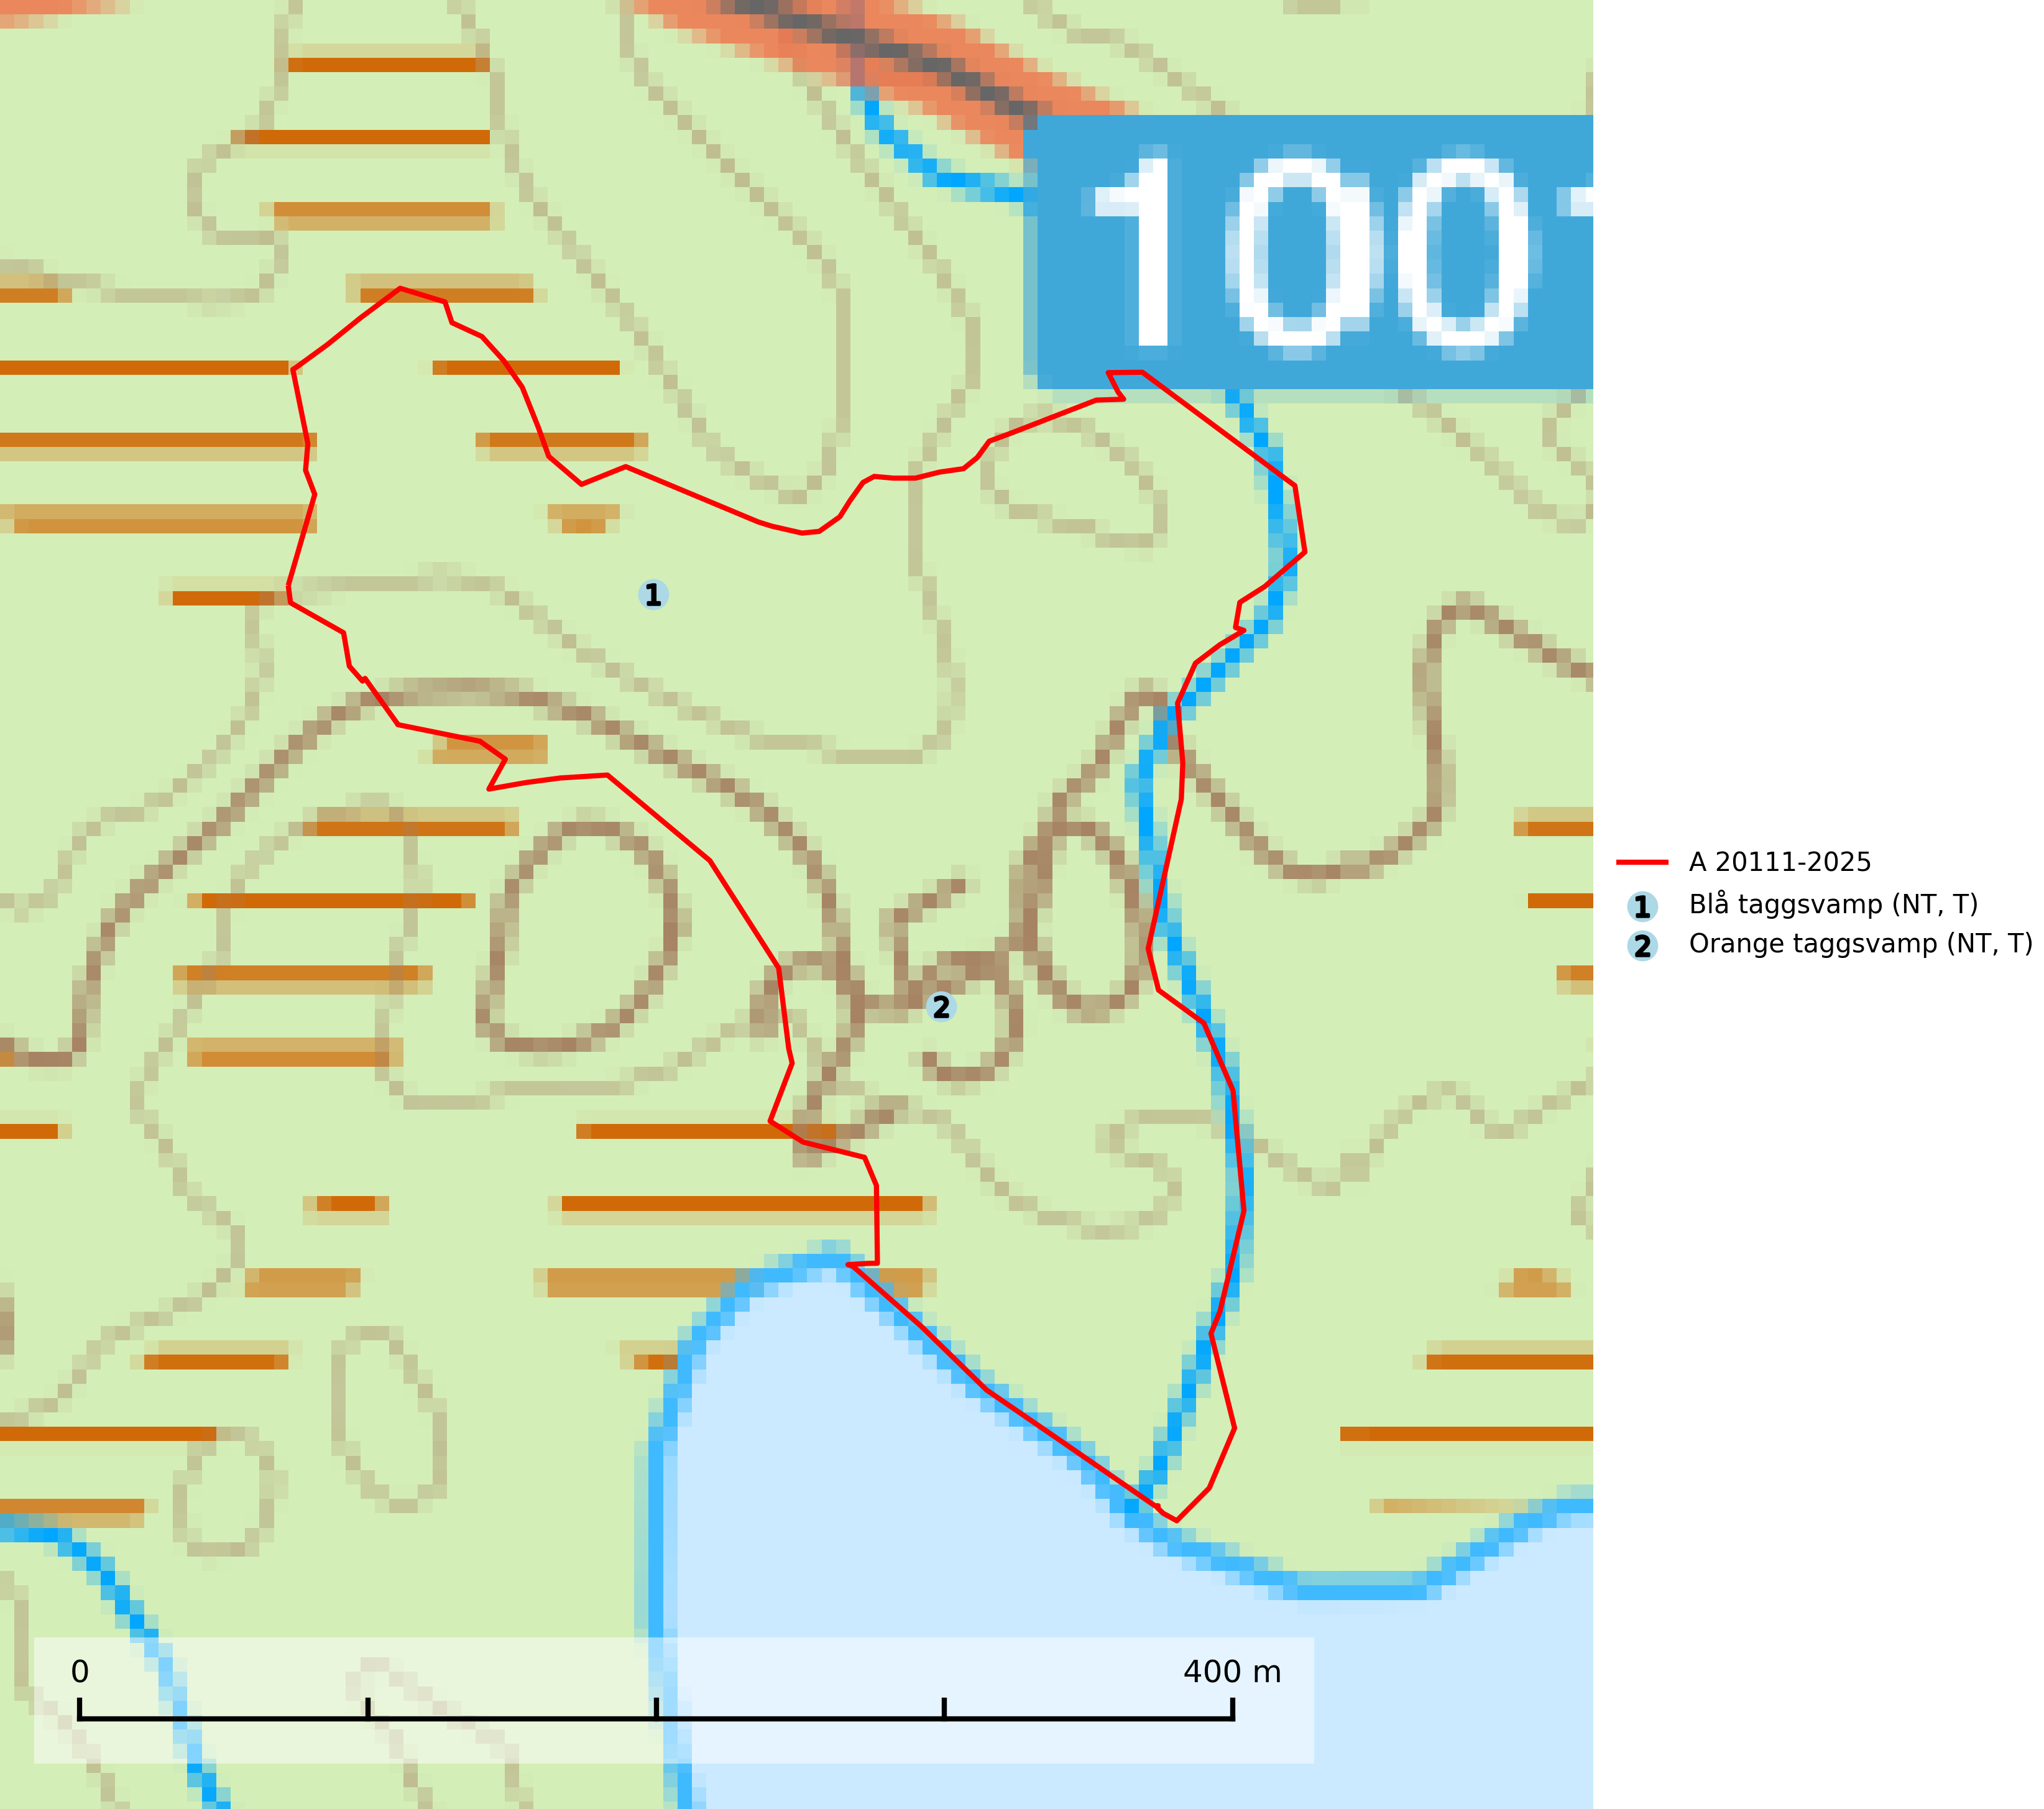 100
1
2
A 20111-2025
1 Blå taggsvamp (NT, T)
2 Orange taggsvamp (NT, T)
0 400 m